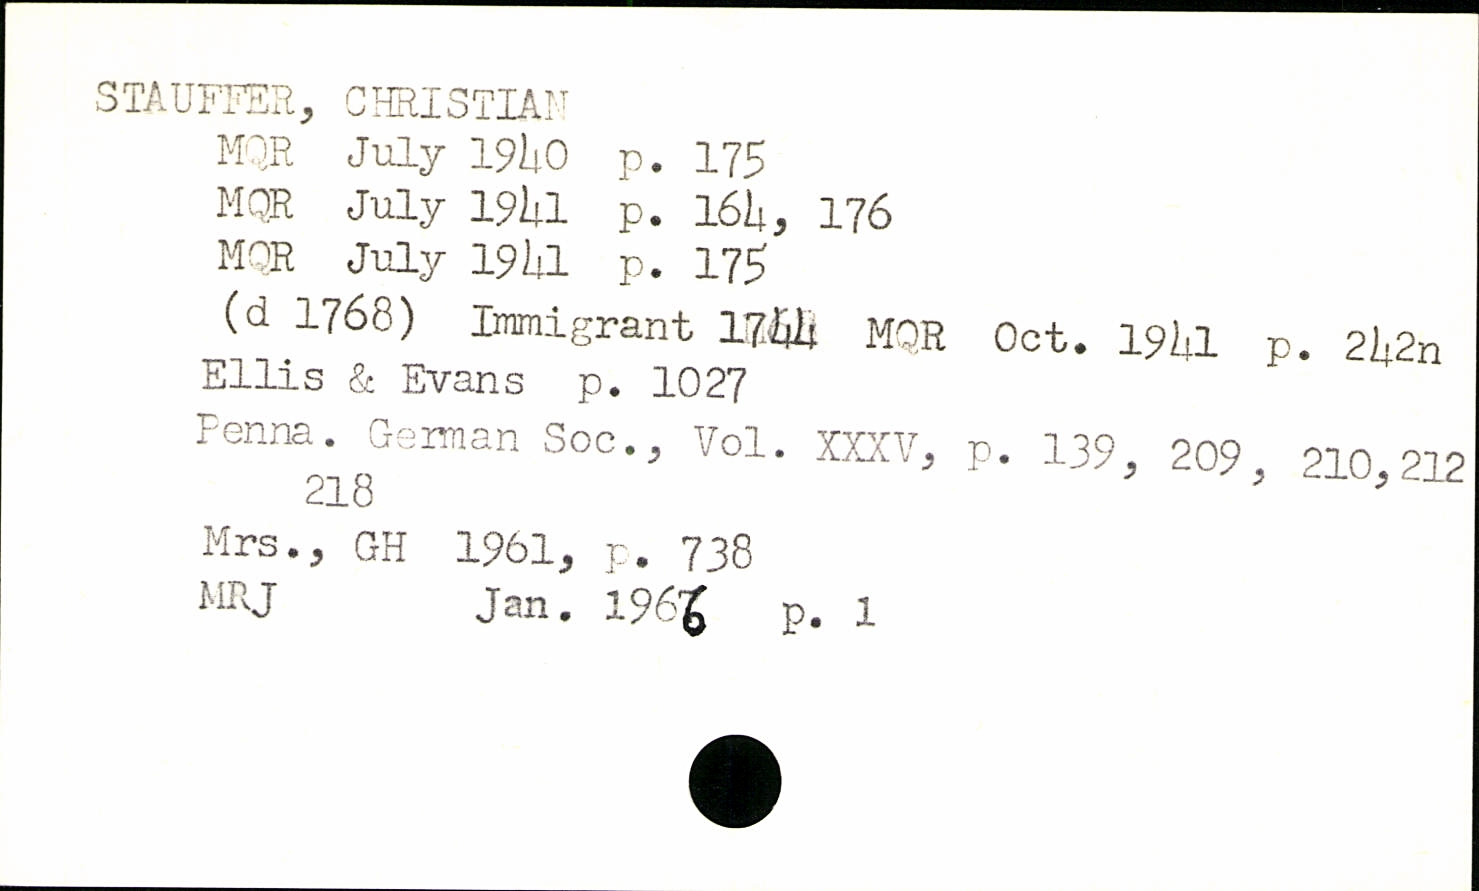 STAUFFER, CHRISTIAN
MQR July 1940 p. 175
MQR July 1941 p. 164, 176
MQR July 1941 p. 175
(d 1768) Immigrant 1744 MQR Oct. 1941 p. 242n
Ellis & Evans p. 1027
Penna. German Soc., Vol. XXXV, p. 139, 209, 210,212
218
Mrs., GH 1961, p. 738
MRJ Jan. 1966 p. 1